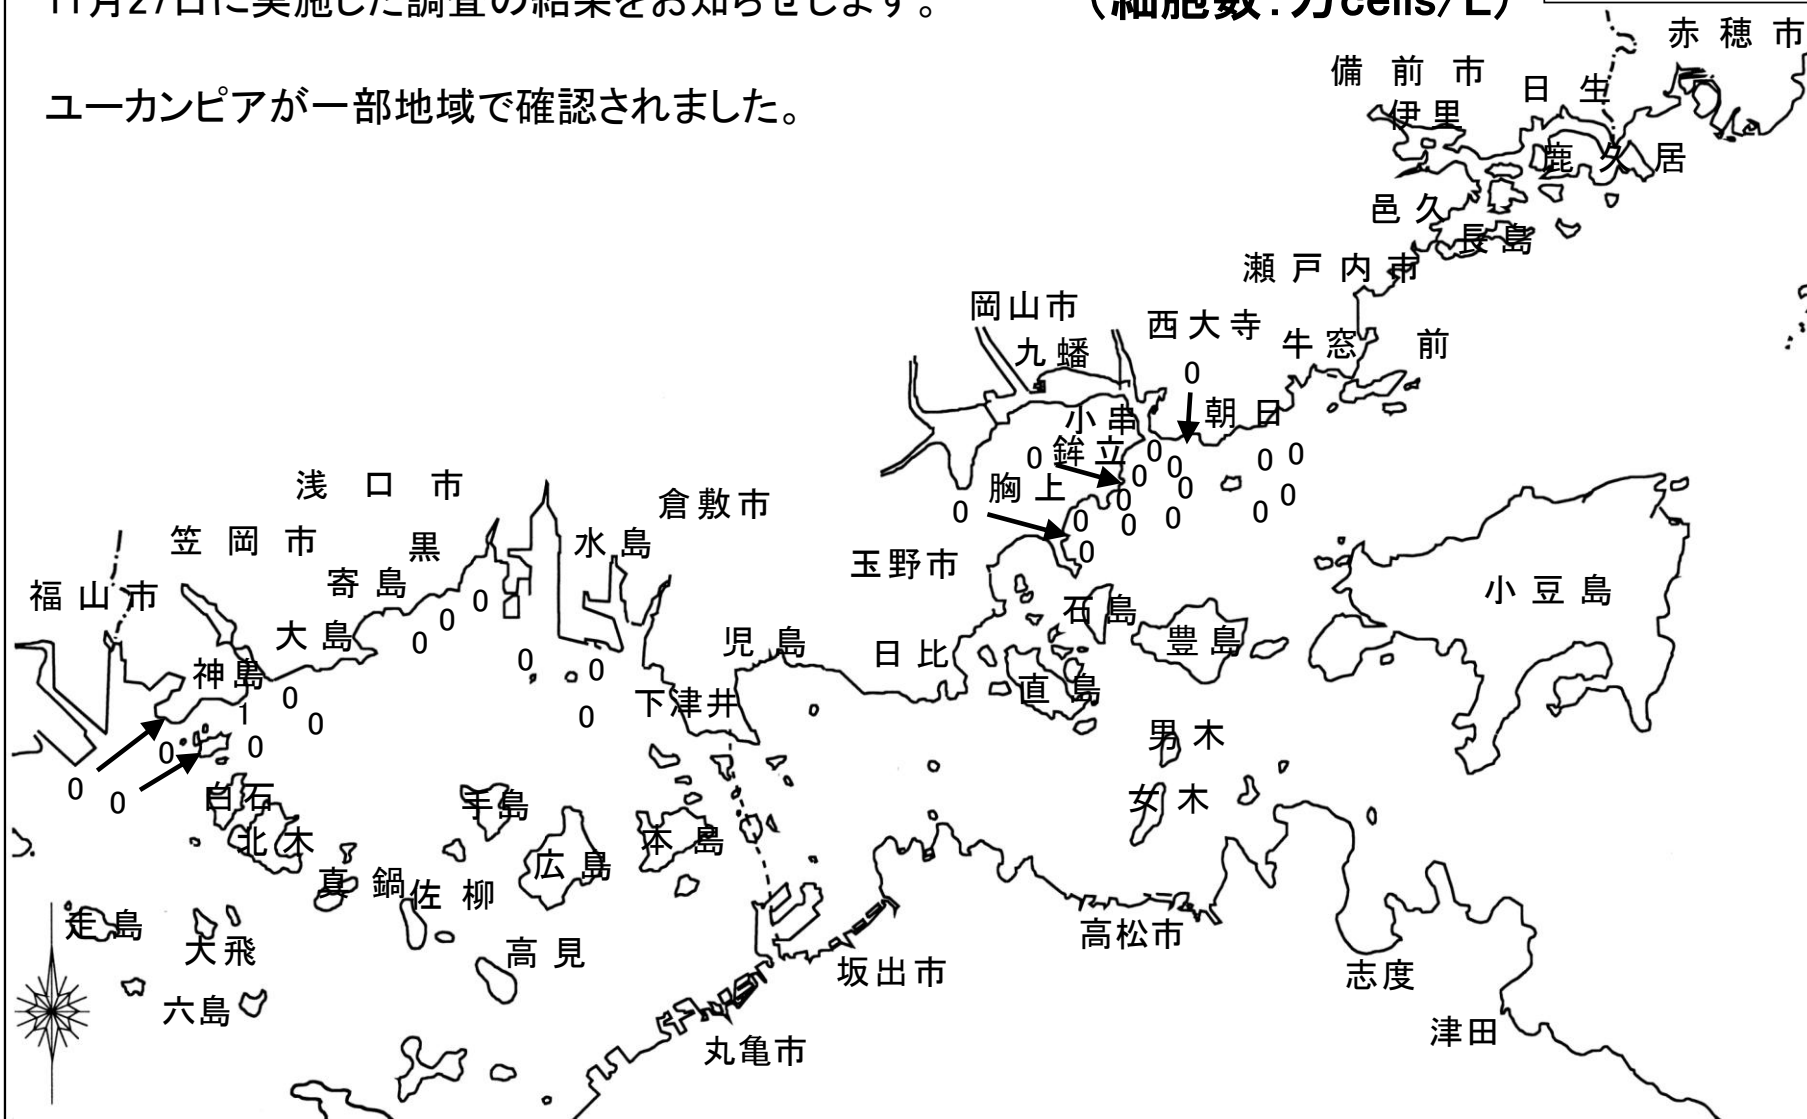 11月27日に実施した調査の結果をお知らせします。
(細胞数:万cells/L)
ユーカンピアが一部地域で確認されました。
赤穂市
備前市
日生
伊里
鹿久居
邑久
長島
瀬戸内市
岡山市
西大寺
牛窓
前
九蟠
0
小串
朝日
0
鉾立
0
0
0
0
0
0
胸上
0
0
0
0
0
0
0
0
0
浅口市
倉敷市
笠岡市
黒
水島
玉野市
福山市
寄島
0
石島
小豆島
大島
0
0
児島
日比
豊島
神島
0
0
下津井
直島
1
0
0
0
男木
0
0
0
0
白石
手島
女木
北木
広島
本島
真鍋
佐柳
走島
大飛
高見
高松市
坂出市
志度
六島
丸亀市
津田